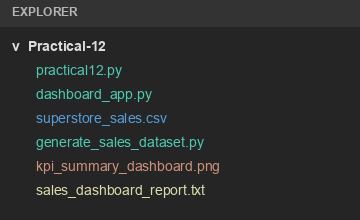 EXPLORER
v Practical-12
practical12.py
dashboard_app.py
superstore_sales.csv
generate_sales_dataset.py
kpi_summary_dashboard.png
sales_dashboard_report.txt